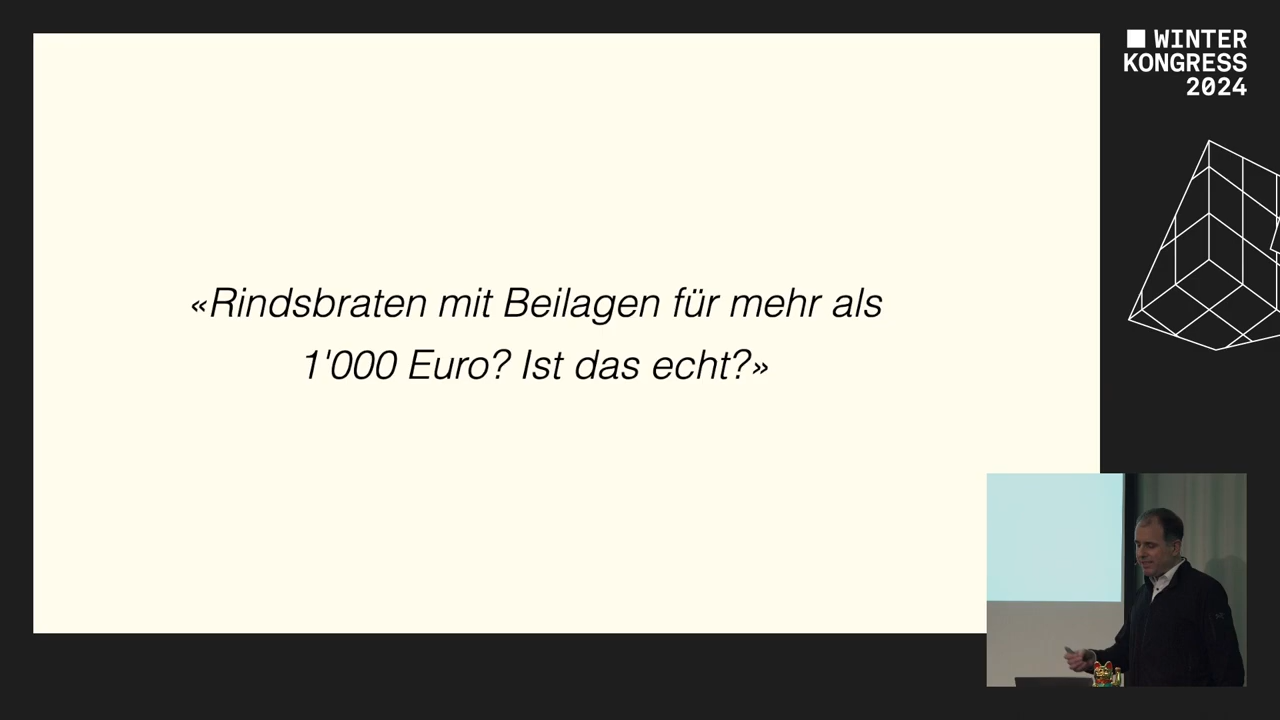 WINTER
KONGRESS
2024
«Rindsbraten mit Beilagen für mehr als
1'000 Euro? Ist das echt?»